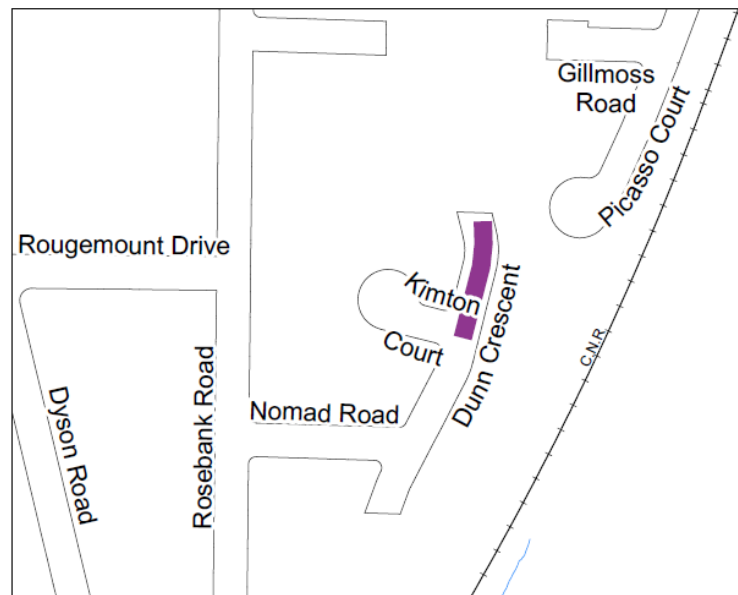 Gillmoss
Road
Picasso Court
Rougemount Drive
Kimton
Court
Dunn Crescent
C.N.R.
Nomad Road
Dyson Road
Rosebank Road